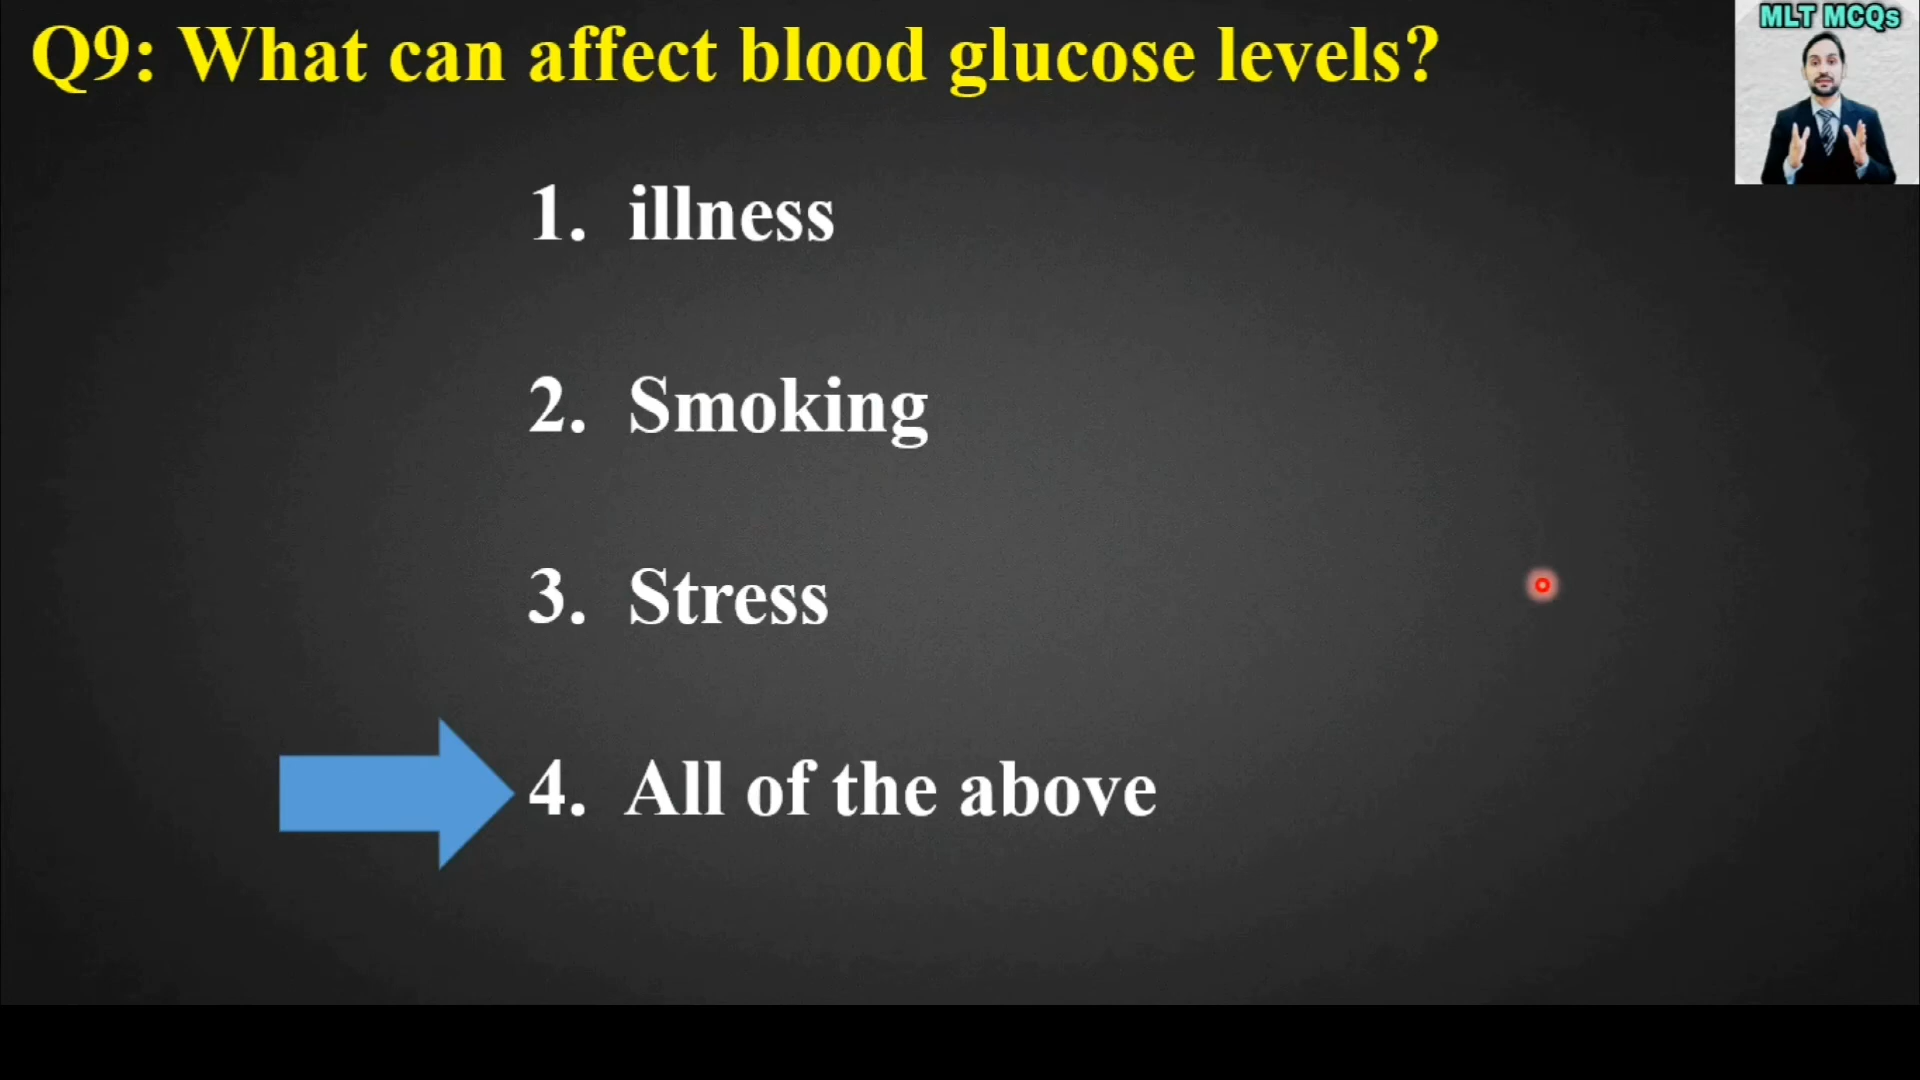 Q9: What can affect blood glucose levels?
MLT MCQs
1. illness
2. Smoking
3. Stress
4. All of the above